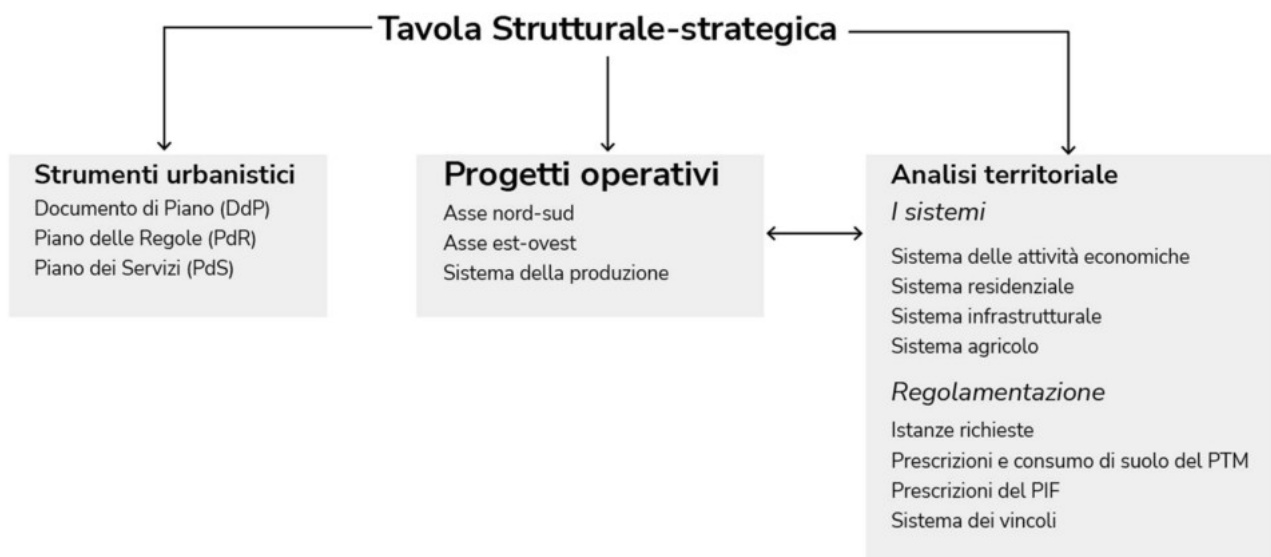 Tavola Strutturale-strategica
Strumenti urbanistici
Documento di Piano (DdP)
Piano delle Regole (PdR)
Piano dei Servizi (PdS)
Progetti operativi
Asse nord-sud
Asse est-ovest
Sistema della produzione
Analisi territoriale
I sistemi
Sistema delle attività economiche
Sistema residenziale
Sistema infrastrutturale
Sistema agricolo
Regolamentazione
Istanze richieste
Prescrizioni e consumo di suolo del PTM
Prescrizioni del PIF
Sistema dei vincoli